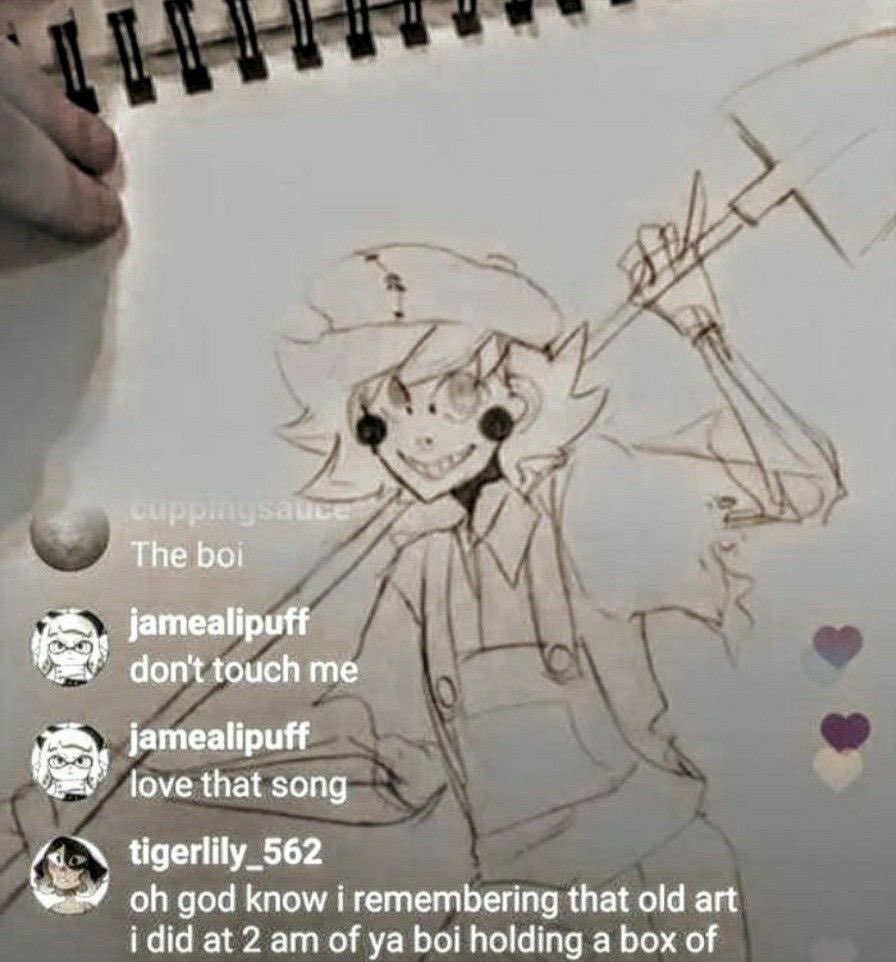 cuppingsauce
The boi
jamealipuff
don't touch me
jamealipuff
love that song
tigerlily_562
oh god know i remembering that old art
i did at 2 am of ya boi holding a box of